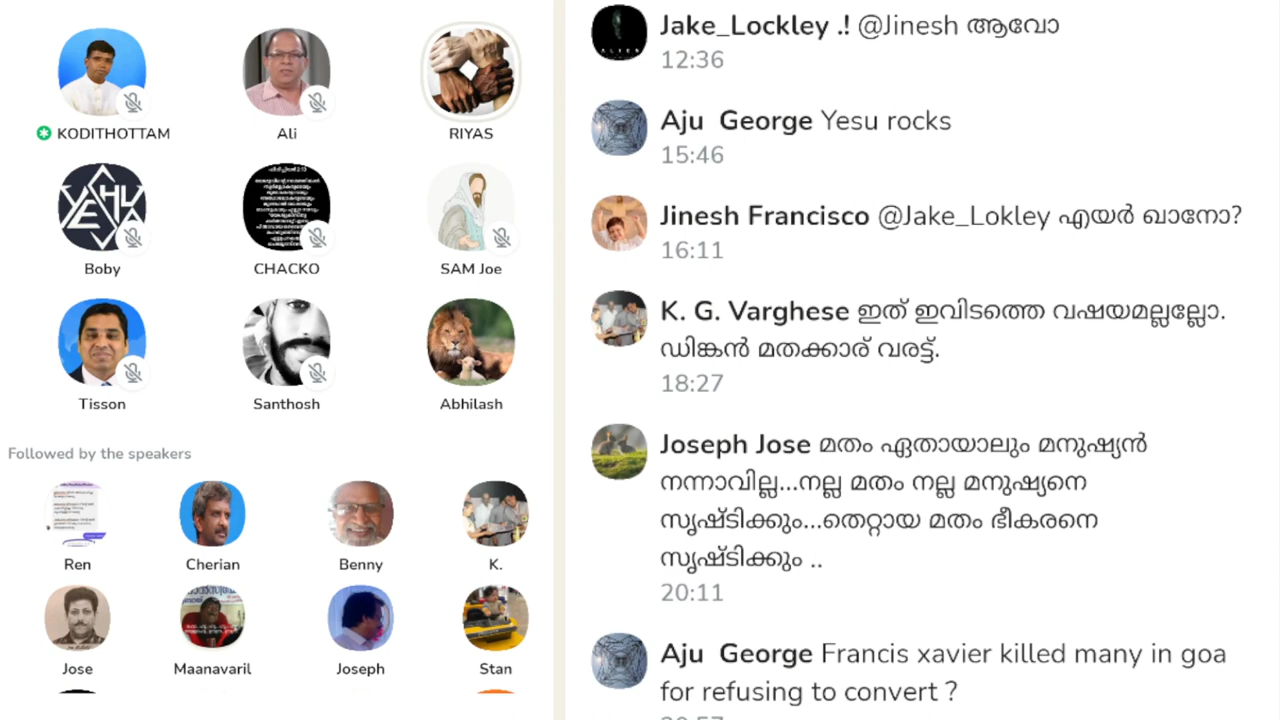 KODITHOTTAM
Ali
RIYAS
Boby
CHACKO
SAM Joe
Tisson
Santhosh
Abhilash
Followed by the speakers
Ren
Cherian
Benny
K.
Jose
Maanavaril
Joseph
Stan
Jake_Lockley .! @Jinesh ആവോ
12:36
Aju George Yesu rocks
15:46
Jinesh Francisco @Jake_Lokley എയർ ഖാനോ?
16:11
K. G. Varghese ഇത് ഇവിടത്തെ വഷയമല്ലല്ലോ.
ഡിങ്കൻ മതക്കാര് വരട്ട്.
18:27
Joseph Jose മതം ഏതായാലും മനുഷ്യൻ
നന്നാവില്ല...നല്ല മതം നല്ല മനുഷ്യനെ
സൃഷ്ടിക്കും...തെറ്റായ മതം ഭീകരനെ
സൃഷ്ടിക്കും ..
20:11
Aju George Francis xavier killed many in goa
for refusing to convert ?